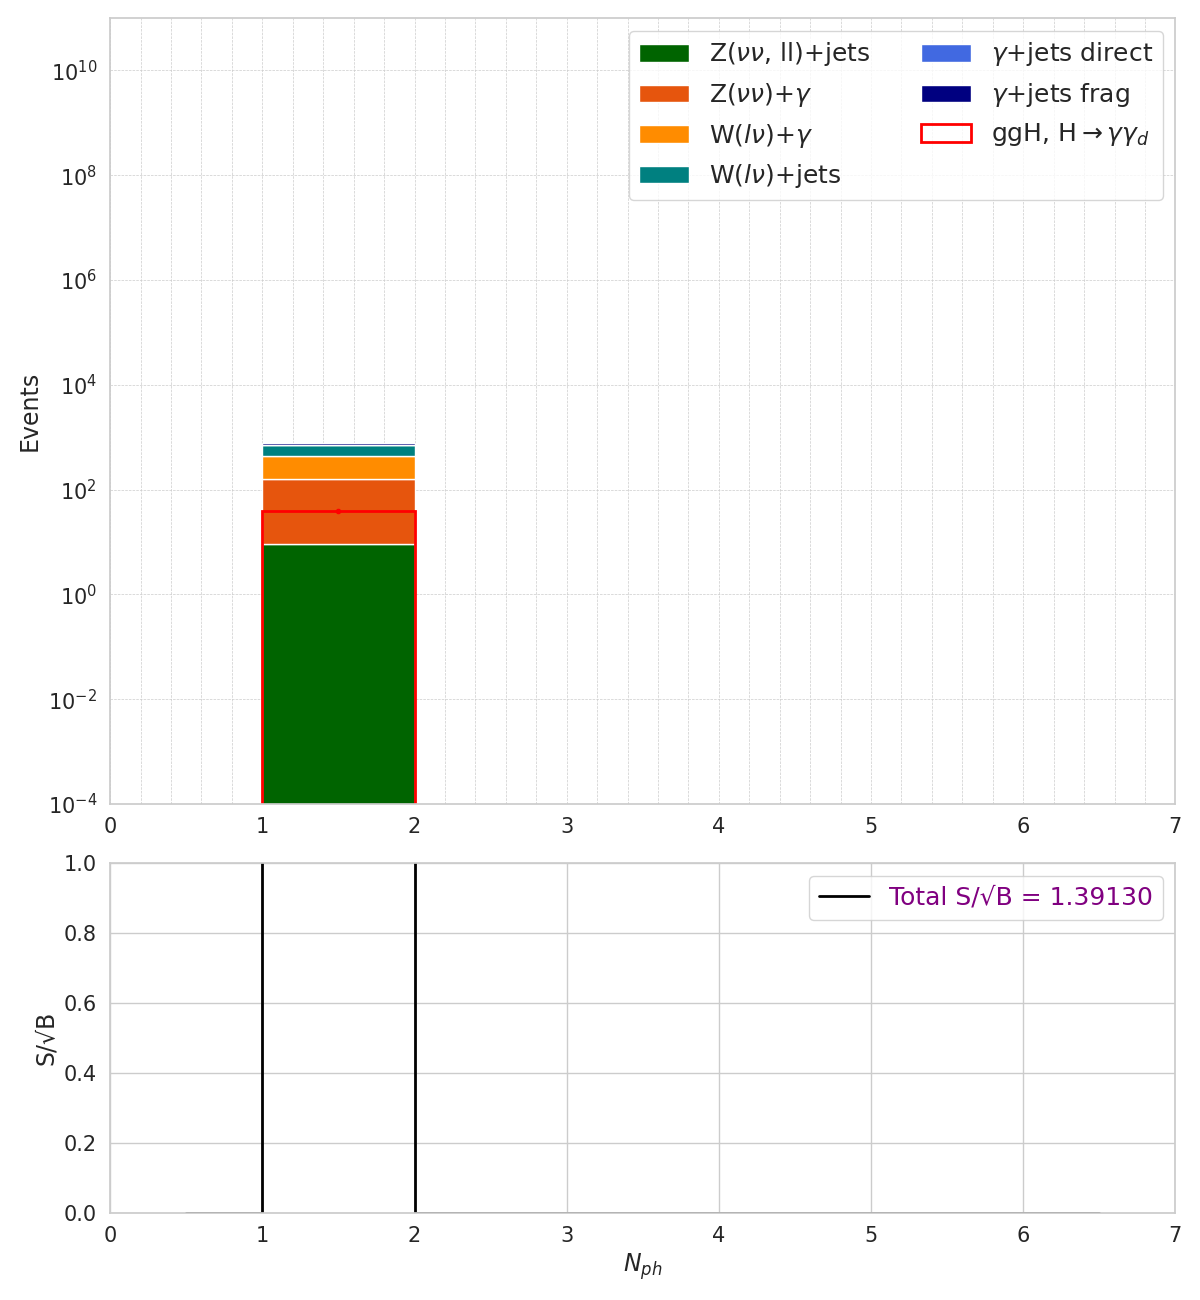 Z(νν, ll)+jets
Z(νν)+γ
W(lν)+γ
W(lν)+jets
γ+jets direct
γ+jets frag
ggH, H→γγ_d
Events
10^10
10^8
10^6
10^4
10^2
10^0
10^−2
10^−4
0 1 2 3 4 5 6 7
Total S/√B = 1.39130
S/√B
1.0
0.8
0.6
0.4
0.2
0.0
0 1 2 3 4 5 6 7
N_ph